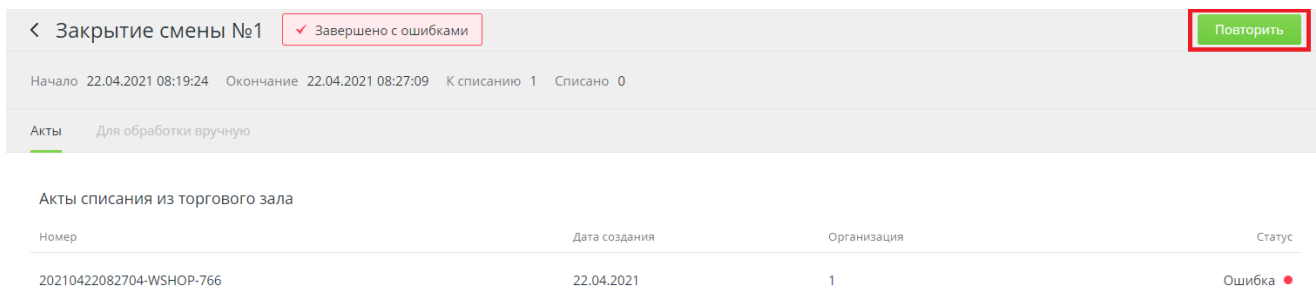 Закрытие смены №1 Завершено с ошибками Повторить
Начало 22.04.2021 08:19:24 Окончание 22.04.2021 08:27:09 К списанию 1 Списано 0
Акты Для обработки вручную
Акты списания из торгового зала
Номер Дата создания Организация Статус
20210422082704-WSHOP-766 22.04.2021 1 Ошибка